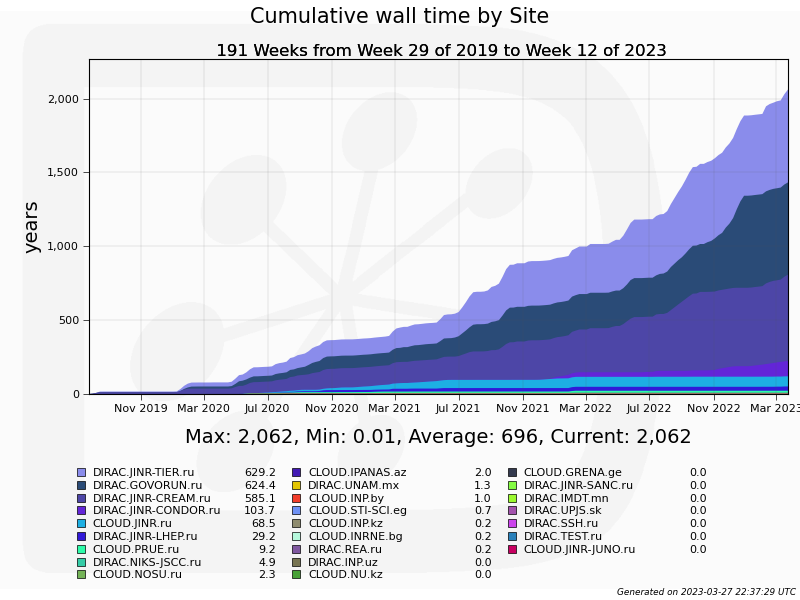 Cumulative wall time by Site
191 Weeks from Week 29 of 2019 to Week 12 of 2023
years
2,000
1,500
1,000
500
0
Nov 2019 Mar 2020 Jul 2020 Nov 2020 Mar 2021 Jul 2021 Nov 2021 Mar 2022 Jul 2022 Nov 2022 Mar 2023
Max: 2,062, Min: 0.01, Average: 696, Current: 2,062
DIRAC.JINR-TIER.ru 629.2 CLOUD.IPANAS.az 2.0 CLOUD.GRENA.ge 0.0
DIRAC.GOVORUN.ru 624.4 DIRAC.UNAM.mx 1.3 DIRAC.JINR-SANC.ru 0.0
DIRAC.JINR-CREAM.ru 585.1 CLOUD.INP.by 1.0 DIRAC.IMDT.mn 0.0
DIRAC.JINR-CONDOR.ru 103.7 CLOUD.STI-SCI.eg 0.7 DIRAC.UPJS.sk 0.0
CLOUD.JINR.ru 68.5 CLOUD.INP.kz 0.2 DIRAC.SSH.ru 0.0
DIRAC.JINR-LHEP.ru 29.2 CLOUD.INRNE.bg 0.2 DIRAC.TEST.ru 0.0
CLOUD.PRUE.ru 9.2 DIRAC.REA.ru 0.2 CLOUD.JINR-JUNO.ru 0.0
DIRAC.NIKS-JSCC.ru 4.9 DIRAC.INP.uz 0.0
CLOUD.NOSU.ru 2.3 CLOUD.NU.kz 0.0
Generated on 2023-03-27 22:37:29 UTC